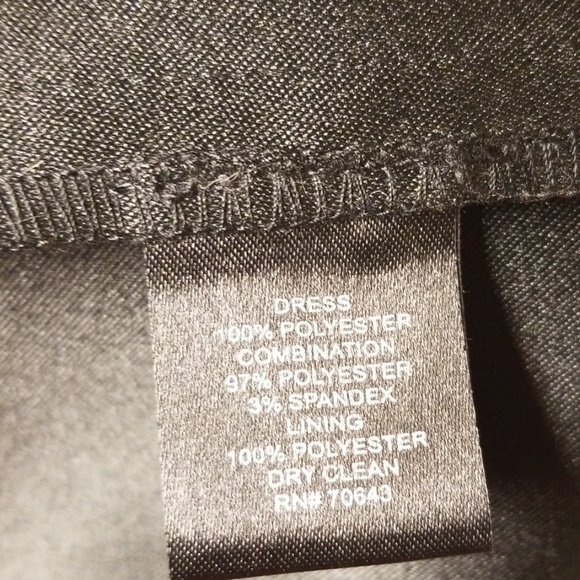 DRESS
100% POLYESTER
COMBINATION
97% POLYESTER
3% SPANDEX
LINING
100% POLYESTER
DRY CLEAN
RN# 70643